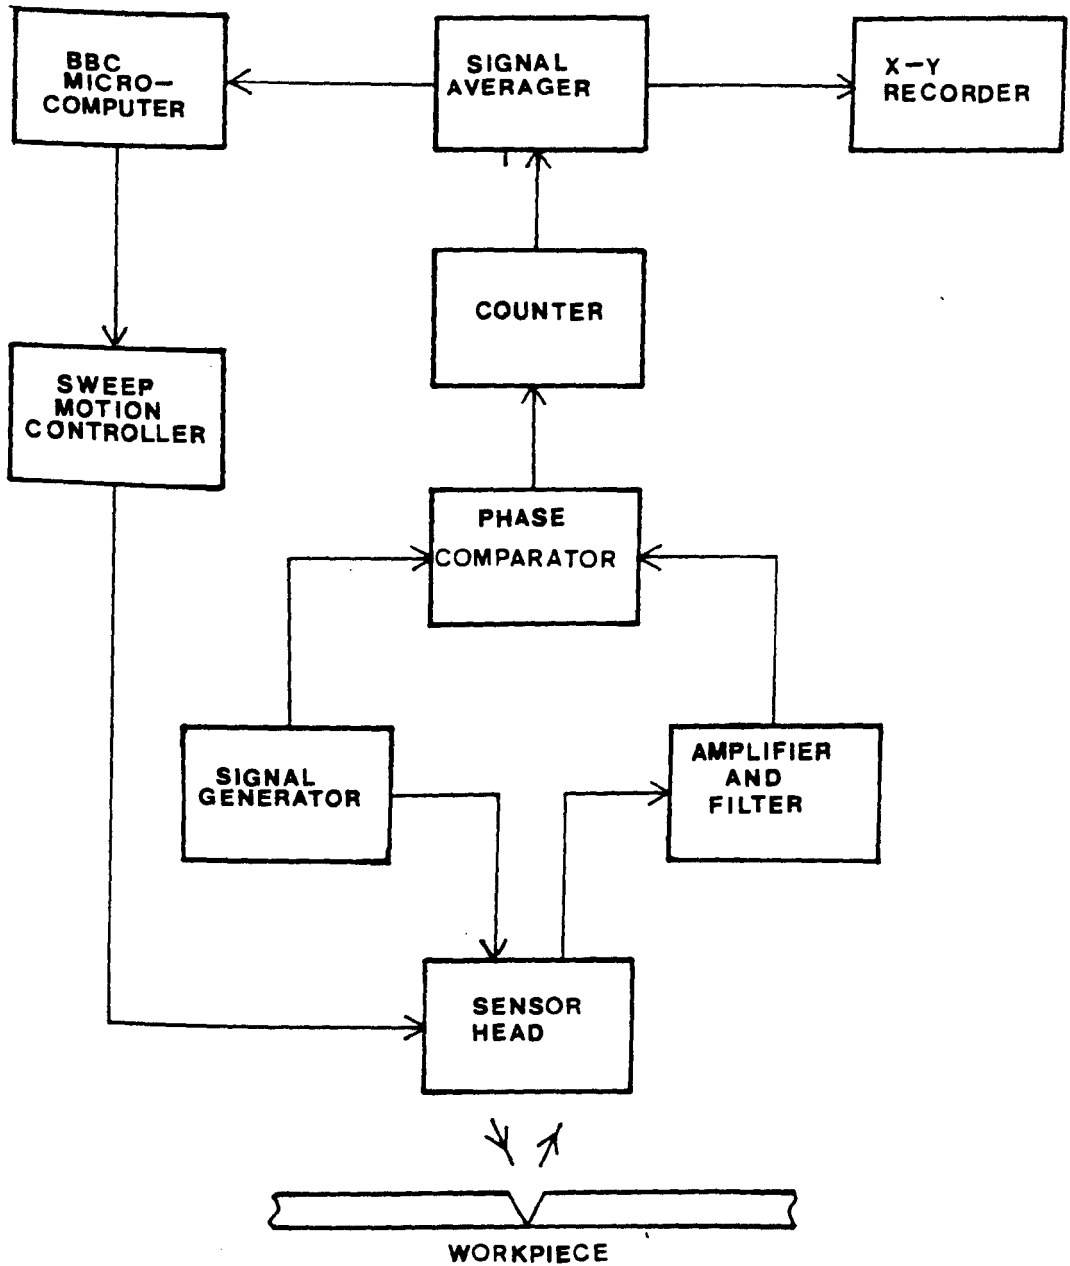 BBC
MICRO-
COMPUTER
SIGNAL
AVERAGER
X-Y
RECORDER
COUNTER
SWEEP
MOTION
CONTROLLER
PHASE
COMPARATOR
SIGNAL
GENERATOR
AMPLIFIER
AND
FILTER
SENSOR
HEAD
WORKPIECE